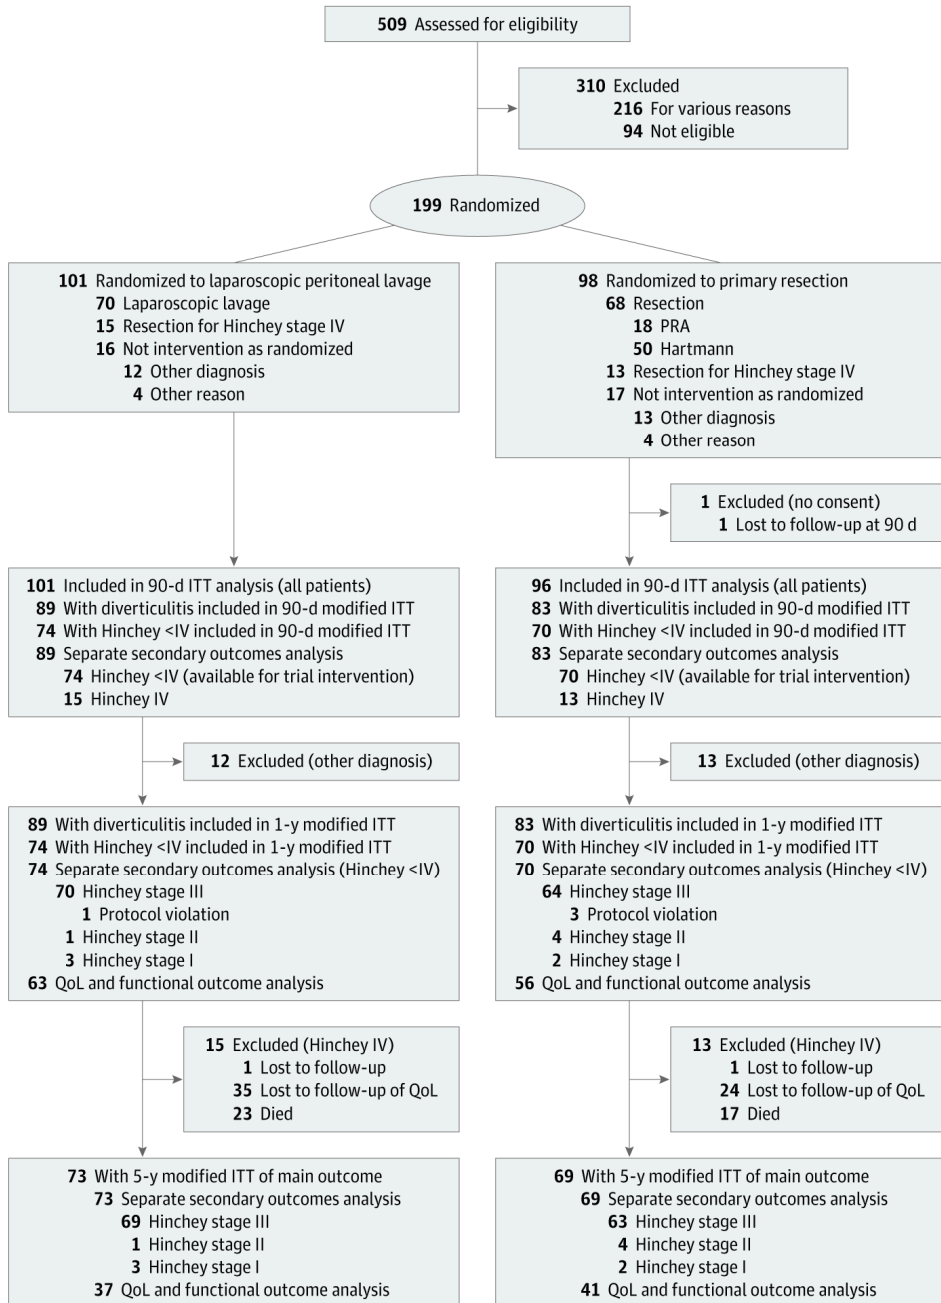 509 Assessed for eligibility
310 Excluded
216 For various reasons
94 Not eligible
199 Randomized
101 Randomized to laparoscopic peritoneal lavage
70 Laparoscopic lavage
15 Resection for Hinchey stage IV
16 Not intervention as randomized
12 Other diagnosis
4 Other reason
98 Randomized to primary resection
68 Resection
18 PRA
50 Hartmann
13 Resection for Hinchey stage IV
17 Not intervention as randomized
13 Other diagnosis
4 Other reason
1 Excluded (no consent)
1 Lost to follow-up at 90 d
101 Included in 90-d ITT analysis (all patients)
89 With diverticulitis included in 90-d modified ITT
74 With Hinchey <IV included in 90-d modified ITT
89 Separate secondary outcomes analysis
74 Hinchey <IV (available for trial intervention)
15 Hinchey IV
96 Included in 90-d ITT analysis (all patients)
83 With diverticulitis included in 90-d modified ITT
70 With Hinchey <IV included in 90-d modified ITT
83 Separate secondary outcomes analysis
70 Hinchey <IV (available for trial intervention)
13 Hinchey IV
12 Excluded (other diagnosis)
13 Excluded (other diagnosis)
89 With diverticulitis included in 1-y modified ITT
74 With Hinchey <IV included in 1-y modified ITT
74 Separate secondary outcomes analysis (Hinchey <IV)
70 Hinchey stage III
1 Protocol violation
1 Hinchey stage II
3 Hinchey stage I
63 QoL and functional outcome analysis
83 With diverticulitis included in 1-y modified ITT
70 With Hinchey <IV included in 1-y modified ITT
70 Separate secondary outcomes analysis (Hinchey <IV)
64 Hinchey stage III
3 Protocol violation
4 Hinchey stage II
2 Hinchey stage I
56 QoL and functional outcome analysis
15 Excluded (Hinchey IV)
1 Lost to follow-up
35 Lost to follow-up of QoL
23 Died
13 Excluded (Hinchey IV)
1 Lost to follow-up
24 Lost to follow-up of QoL
17 Died
73 With 5-y modified ITT of main outcome
73 Separate secondary outcomes analysis
69 Hinchey stage III
1 Hinchey stage II
3 Hinchey stage I
37 QoL and functional outcome analysis
69 With 5-y modified ITT of main outcome
69 Separate secondary outcomes analysis
63 Hinchey stage III
4 Hinchey stage II
2 Hinchey stage I
41 QoL and functional outcome analysis